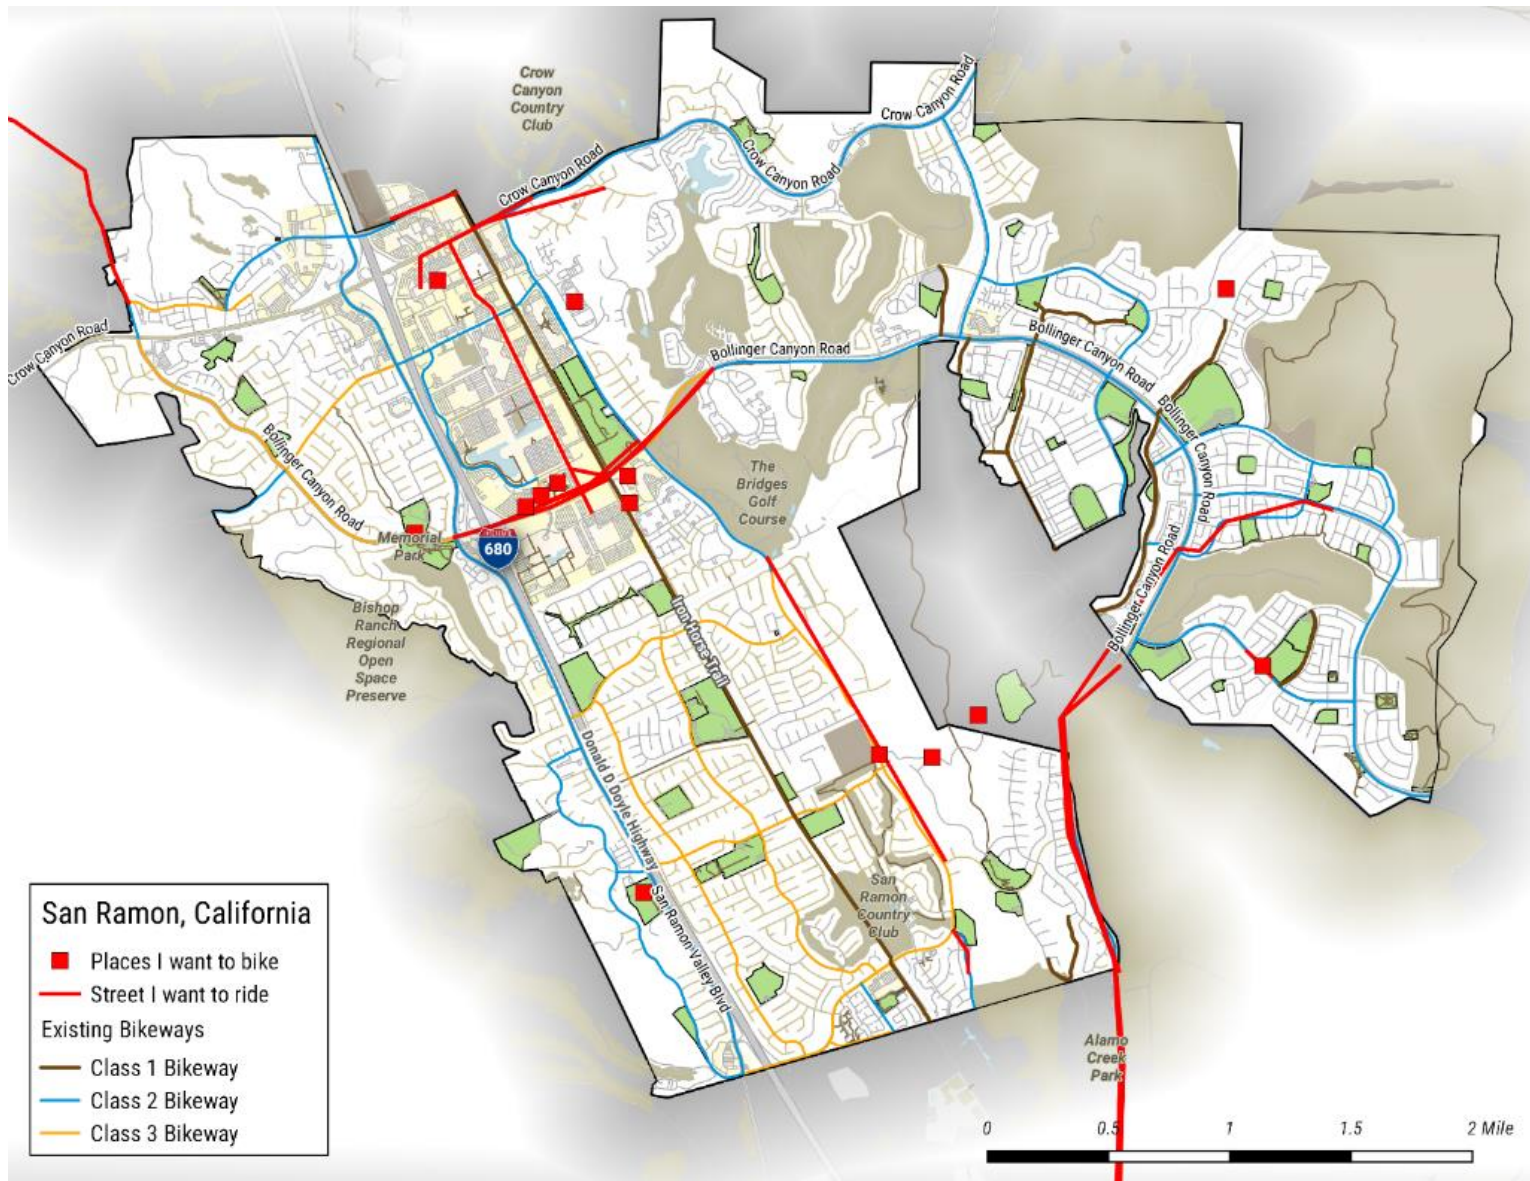 Crow
Canyon
Country
Club
Crow Canyon Road
Crow Canyon Road
Crow Canyon Road
Crow Canyon Road
Bollinger Canyon Road
Bollinger Canyon Road
Bollinger Canyon Road
Bollinger Canyon Road
Bollinger Canyon Road
The
Bridges
Golf
Course
Memorial
Park
680
Bishop
Ranch
Regional
Open
Space
Preserve
Iron Horse Trail
Donald D Doyle Highway
San Ramon Valley Blvd
San
Ramon
Country
Club
Alamo
Creek
Park
San Ramon, California
Places I want to bike
Street I want to ride
Existing Bikeways
Class 1 Bikeway
Class 2 Bikeway
Class 3 Bikeway
0 0.5 1 1.5 2 Mile